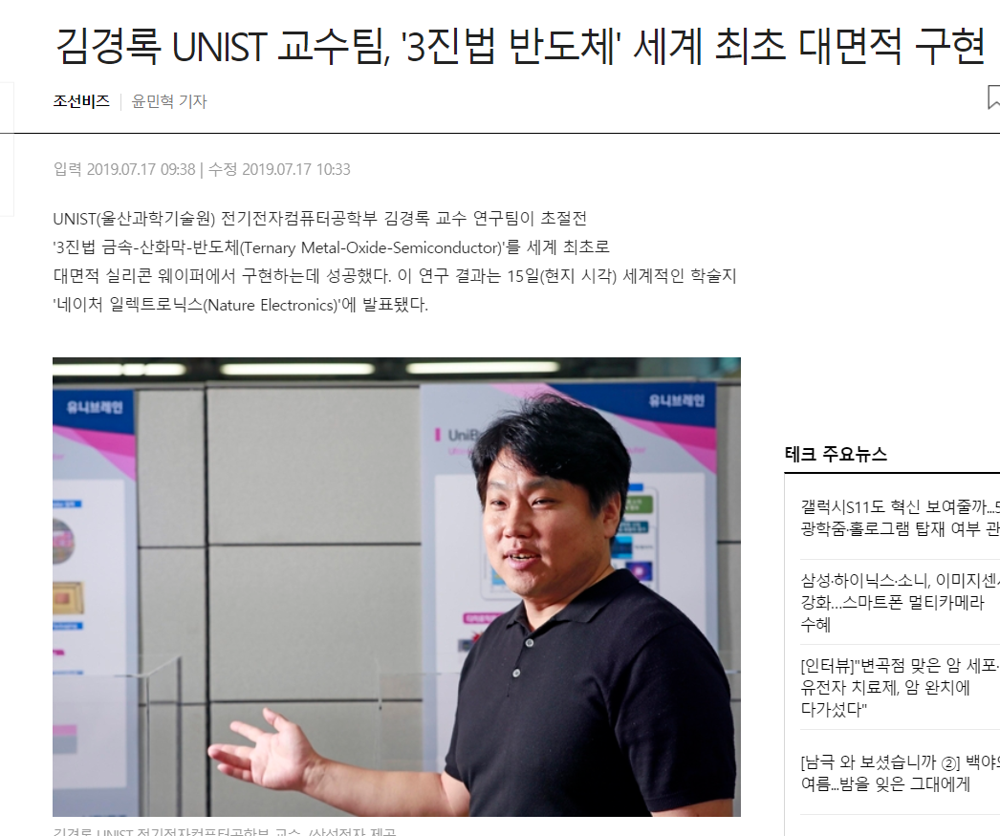 김경록 UNIST 교수팀, '3진법 반도체' 세계 최초 대면적 구현
조선비즈 | 윤민혁 기자
입력 2019.07.17 09:38 | 수정 2019.07.17 10:33
UNIST(울산과학기술원) 전기전자컴퓨터공학부 김경록 교수 연구팀이 초절전
'3진법 금속-산화막-반도체(Ternary Metal-Oxide-Semiconductor)'를 세계 최초로
대면적 실리콘 웨이퍼에서 구현하는데 성공했다. 이 연구 결과는 15일(현지 시각) 세계적인 학술지
'네이처 일렉트로닉스(Nature Electronics)'에 발표됐다.
유니브레인
유니브레인
UniB
김경록 UNIST 전기전자컴퓨터공학부 교수. /삼성전자 제공
테크 주요뉴스
갤럭시S11도 혁신 보여줄까...5
광학줌·홀로그램 탑재 여부 관
삼성·하이닉스·소니, 이미지센서
강화...스마트폰 멀티카메라
수혜
[인터뷰]"변곡점 맞은 암 세포·
유전자 치료제, 암 완치에
다가섰다"
[남극 와 보셨습니까 ②] 백야의
여름...밤을 잊은 그대에게